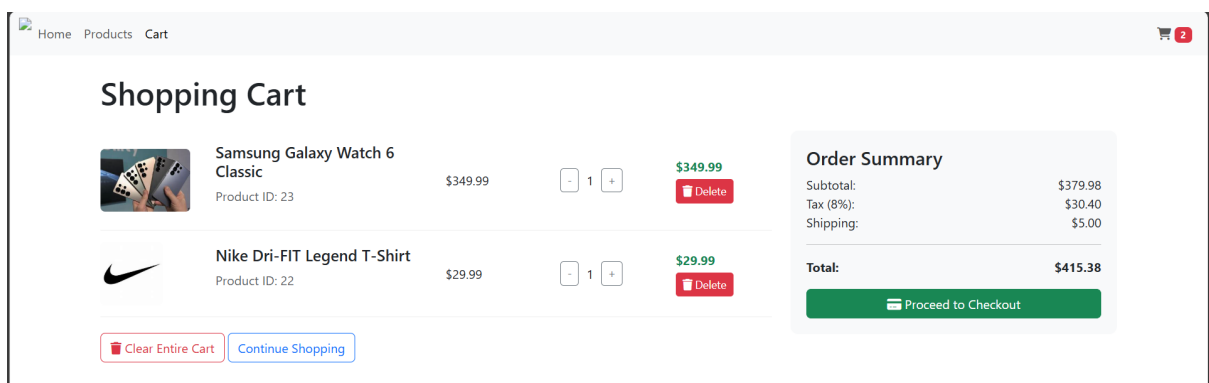 Home Products Cart
2
Shopping Cart
Samsung Galaxy Watch 6
Classic
Product ID: 23
$349.99
- 1 +
$349.99
Delete
Nike Dri-FIT Legend T-Shirt
Product ID: 22
$29.99
- 1 +
$29.99
Delete
Clear Entire Cart
Continue Shopping
Order Summary
Subtotal: $379.98
Tax (8%): $30.40
Shipping: $5.00
Total: $415.38
Proceed to Checkout